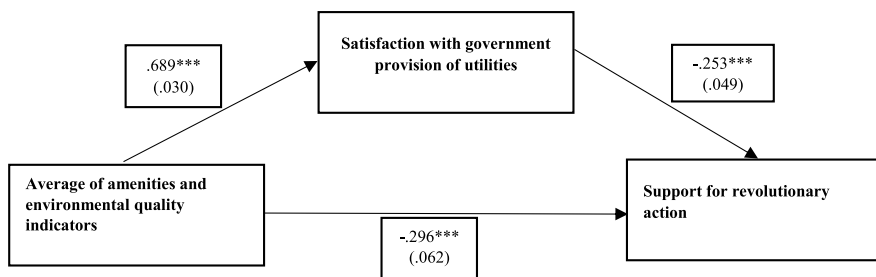 Satisfaction with government
provision of utilities
.689***
(.030)
-.253***
(.049)
Average of amenities and
environmental quality
indicators
Support for revolutionary
action
-.296***
(.062)